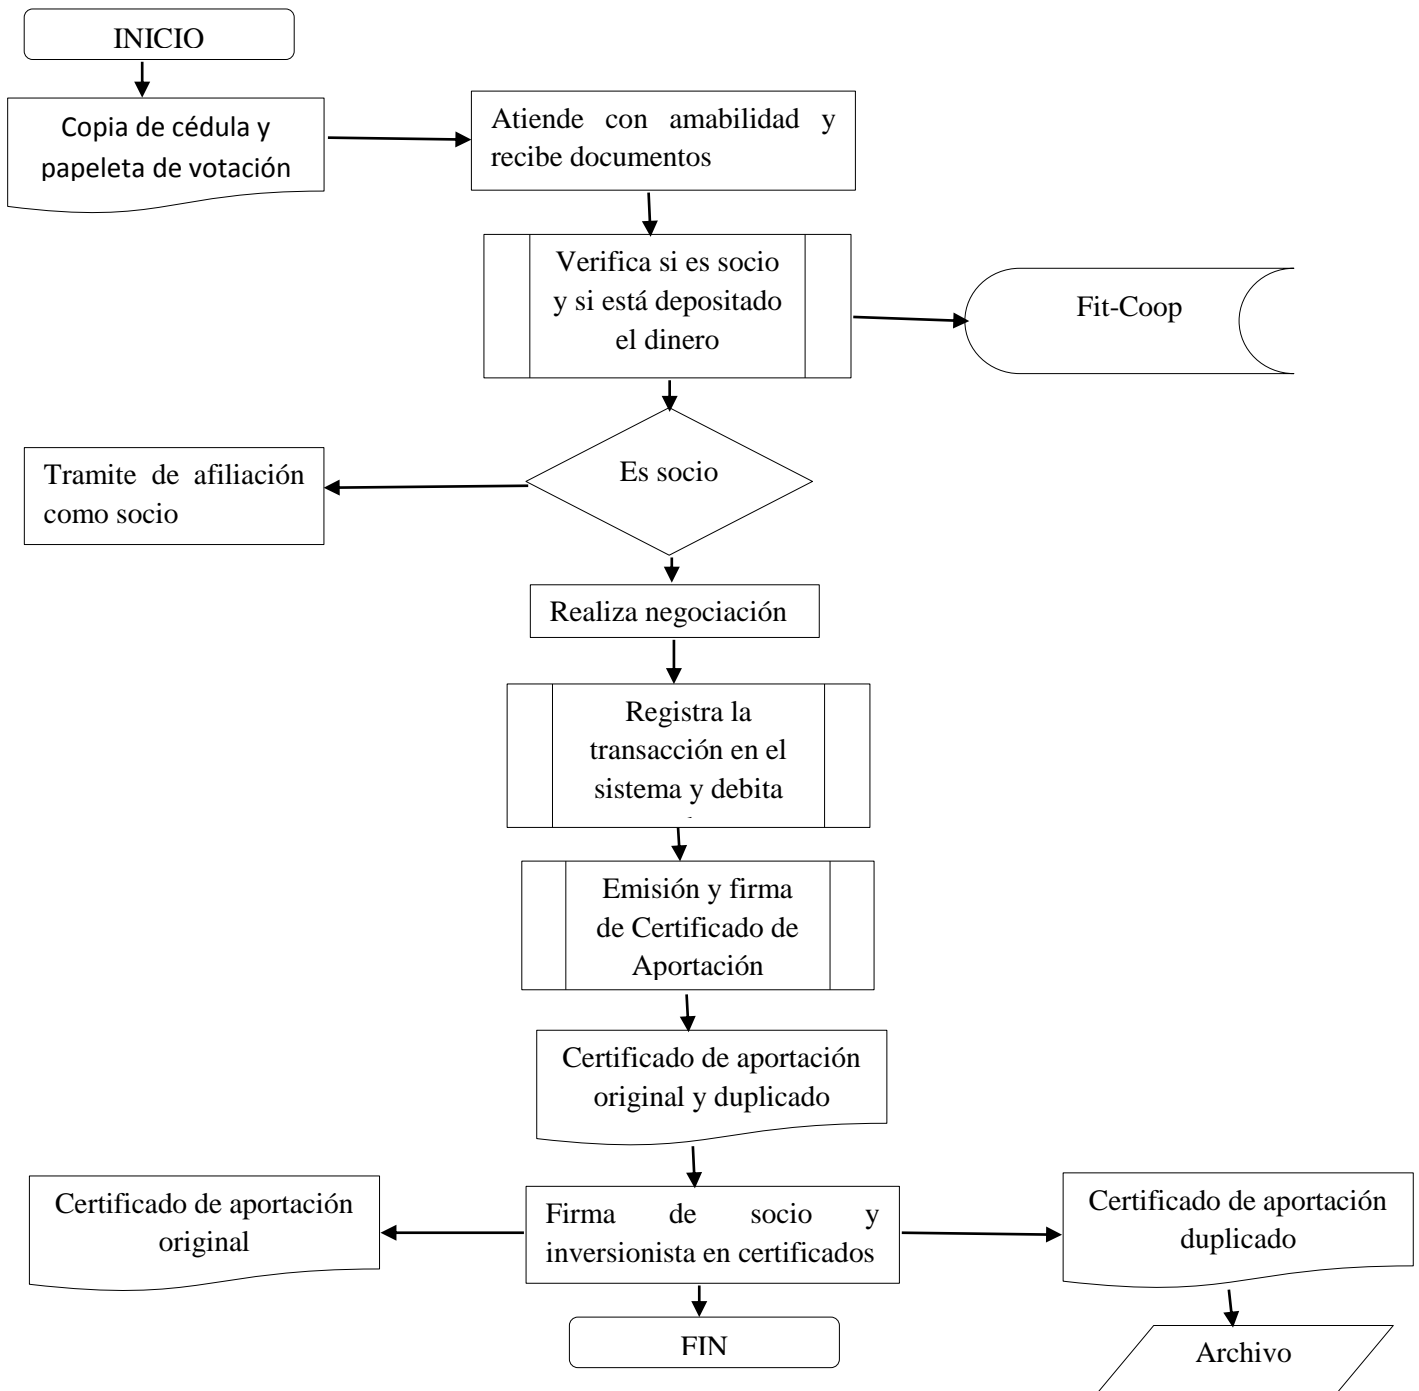 INICIO
Copia de cédula y
papeleta de votación
Atiende con amabilidad y
recibe documentos
Verifica si es socio
y si está depositado
el dinero
Fit-Coop
Es socio
Tramite de afiliación
como socio
Realiza negociación
Registra la
transacción en el
sistema y debita
Emisión y firma
de Certificado de
Aportación
Certificado de aportación
original y duplicado
Certificado de aportación
original
Firma de socio y
inversionista en certificados
Certificado de aportación
duplicado
FIN
Archivo